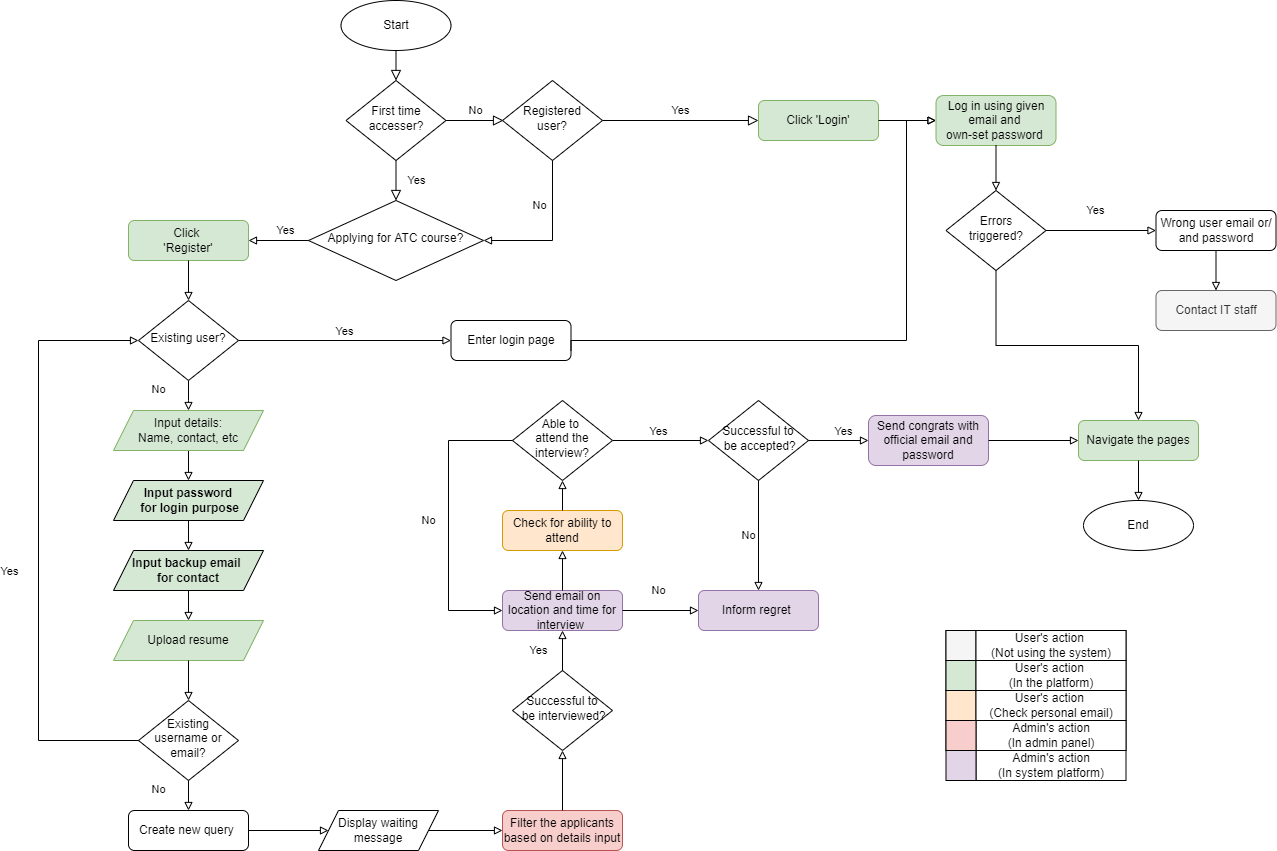 Start
First time
accesser?
No
Registered
user?
Yes
Click 'Login'
Log in using given
email and
own-set password
Yes
No
Click
'Register'
Yes
Applying for ATC course?
Errors
triggered?
Yes
Wrong user email or/
and password
Contact IT staff
Existing user?
Yes
Enter login page
No
Input details:
Name, contact, etc
Input password
for login purpose
Input backup email
for contact
Upload resume
Yes
Existing
username or
email?
No
Create new query
Display waiting
message
Filter the applicants
based on details input
Successful to
be interviewed?
Yes
Send email on
location and time for
interview
No
Inform regret
Check for ability to
attend
No
Able to
attend the
interview?
Yes
Successful to
be accepted?
No
Yes
Send congrats with
official email and
password
Navigate the pages
End
User's action
(Not using the system)
User's action
(In the platform)
User's action
(Check personal email)
Admin's action
(In admin panel)
Admin's action
(In system platform)